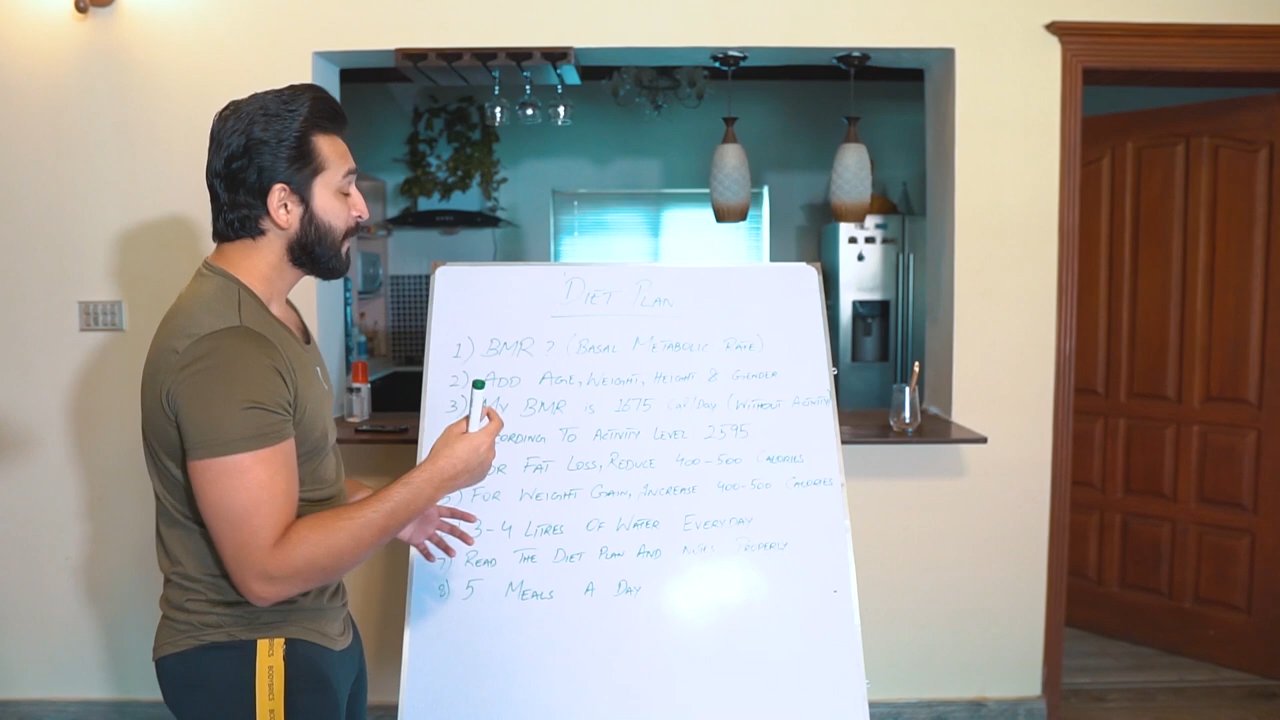 DIET PLAN
1) BMR ? (BASAL METABOLIC RATE)
2) ADD AGE, WEIGHT, HEIGHT & GENDER
3) MY BMR IS 1675 Cal/DAY (WITHOUT ACTIVITY
CORDING TO ACTIVITY LEVEL 2595
OR FAT LOSS, REDUCE 400-500 CALORIES
) FOR WEIGHT GAIN, INCREASE 400-500 CALORIES
3-4 LITRES OF WATER EVERYDAY
7) READ THE DIET PLAN AND PROPERLY
8) 5 MEALS A DAY
BODYBRICS